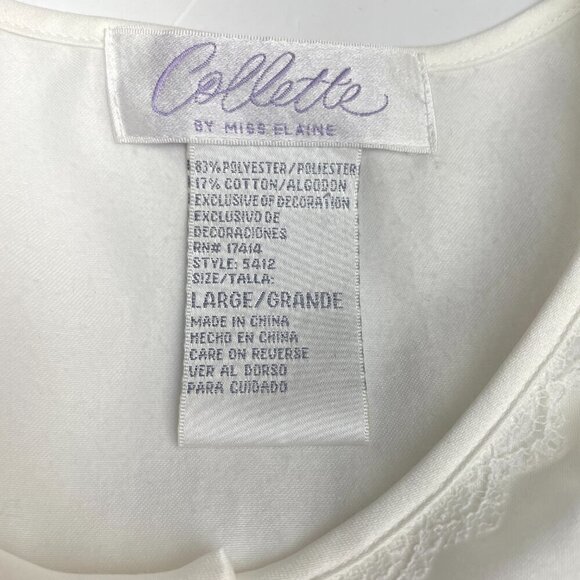 Collette
BY MISS ELAINE
83% POLYESTER/POLIESTER
17% COTTON/ALGODON
EXCLUSIVE OF DECORATION
EXCLUSIVO DE
DECORACIONES
RN# 17414
STYLE: 5412
SIZE/TALLA:
LARGE/GRANDE
MADE IN CHINA
HECHO EN CHINA
CARE ON REVERSE
VER AL DORSO
PARA CUIDADO